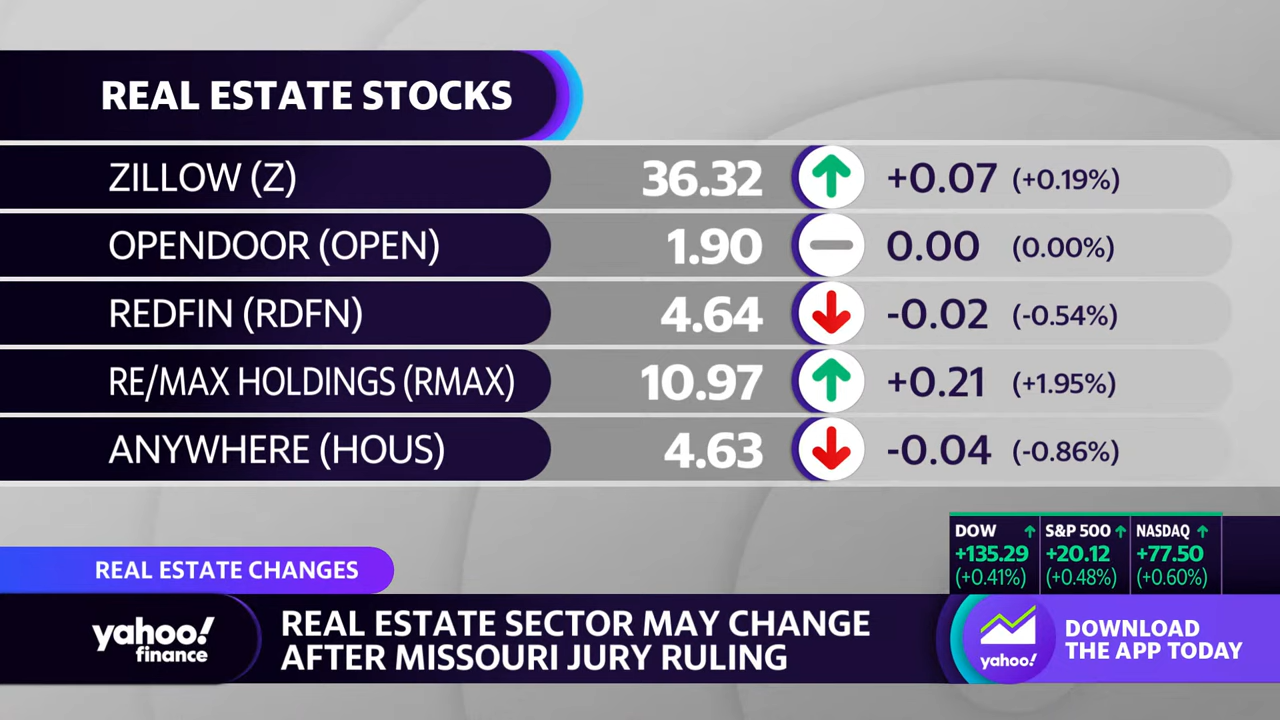 REAL ESTATE STOCKS
ZILLOW (Z) 36.32 +0.07 (+0.19%)
OPENDOOR (OPEN) 1.90 0.00 (0.00%)
REDFIN (RDFN) 4.64 -0.02 (-0.54%)
RE/MAX HOLDINGS (RMAX) 10.97 +0.21 (+1.95%)
ANYWHERE (HOUS) 4.63 -0.04 (-0.86%)
DOW S&P 500 NASDAQ
+135.29 +20.12 +77.50
(+0.41%) (+0.48%) (+0.60%)
REAL ESTATE CHANGES
yahoo!
finance
REAL ESTATE SECTOR MAY CHANGE
AFTER MISSOURI JURY RULING
yahoo!
DOWNLOAD
THE APP TODAY